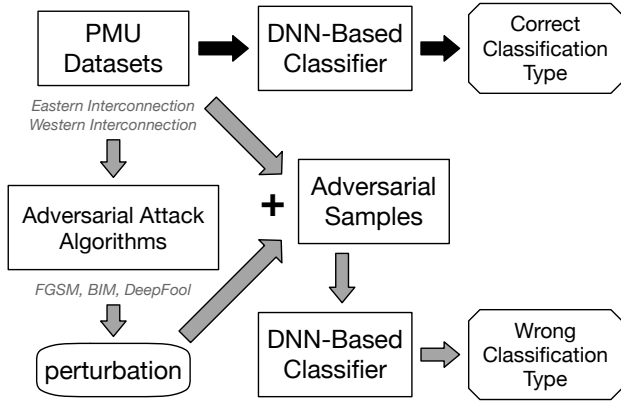 PMU
Datasets
DNN-Based
Classifier
Correct
Classification
Type
Eastern Interconnection
Western Interconnection
Adversarial Attack
Algorithms
+
Adversarial
Samples
FGSM, BIM, DeepFool
perturbation
DNN-Based
Classifier
Wrong
Classification
Type